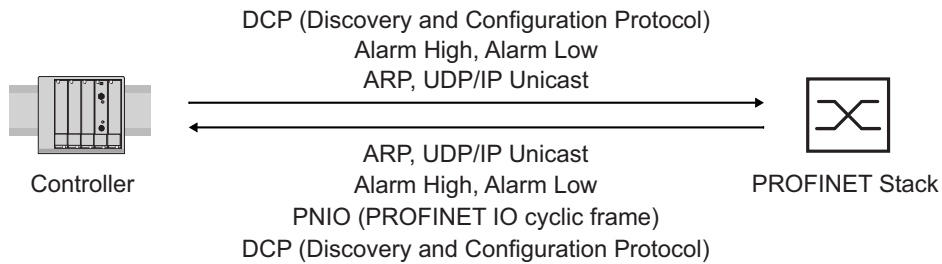 DCP (Discovery and Configuration Protocol)
Alarm High, Alarm Low
ARP, UDP/IP Unicast
Controller
PROFINET Stack
ARP, UDP/IP Unicast
Alarm High, Alarm Low
PNIO (PROFINET IO cyclic frame)
DCP (Discovery and Configuration Protocol)